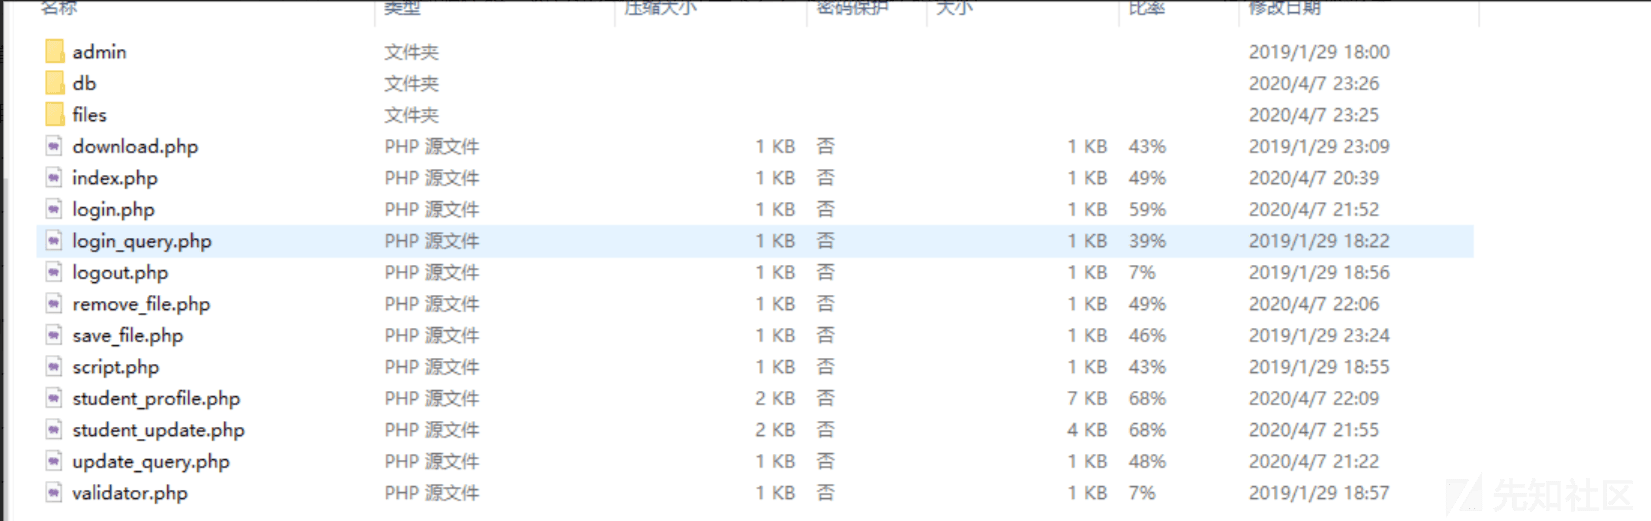 名称 类型 压缩大小 密码保护 大小 比率 修改日期
admin 文件夹 2019/1/29 18:00
db 文件夹 2020/4/7 23:26
files 文件夹 2020/4/7 23:25
download.php PHP 源文件 1 KB 否 1 KB 43% 2019/1/29 23:09
index.php PHP 源文件 1 KB 否 1 KB 49% 2020/4/7 20:39
login.php PHP 源文件 1 KB 否 1 KB 59% 2020/4/7 21:52
login_query.php PHP 源文件 1 KB 否 1 KB 39% 2019/1/29 18:22
logout.php PHP 源文件 1 KB 否 1 KB 7% 2019/1/29 18:56
remove_file.php PHP 源文件 1 KB 否 1 KB 49% 2020/4/7 22:06
save_file.php PHP 源文件 1 KB 否 1 KB 46% 2019/1/29 23:24
script.php PHP 源文件 1 KB 否 1 KB 43% 2019/1/29 18:55
student_profile.php PHP 源文件 2 KB 否 7 KB 68% 2020/4/7 22:09
student_update.php PHP 源文件 2 KB 否 4 KB 68% 2020/4/7 21:55
update_query.php PHP 源文件 1 KB 否 1 KB 48% 2020/4/7 21:22
validator.php PHP 源文件 1 KB 否 1 KB 7% 2019/1/29 18:57
先知社区